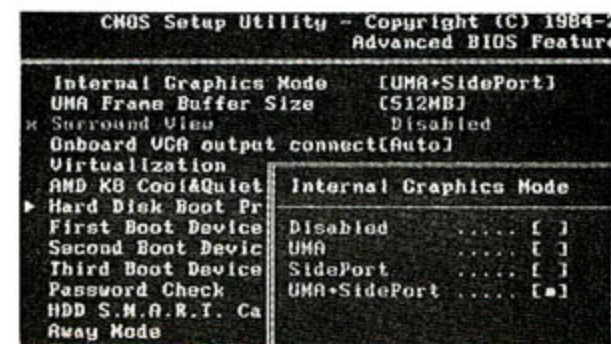 CMOS Setup Utility - Copyright (C) 1984-2
Advanced BIOS Feature
Internal Graphics Mode [UMA+SidePort]
UMA Frame Buffer Size [512MB]
x Surround View Disabled
Onboard VGA output connect[Auto]
Virtualization
AMD K8 Cool&Quiet
▶ Hard Disk Boot Pr
First Boot Device
Second Boot Devic
Third Boot Device
Password Check
HDD S.M.A.R.T. Ca
Away Mode
Internal Graphics Mode
Disabled ..... [ ]
UMA ..... [ ]
SidePort ..... [ ]
UMA+SidePort ..... [■]